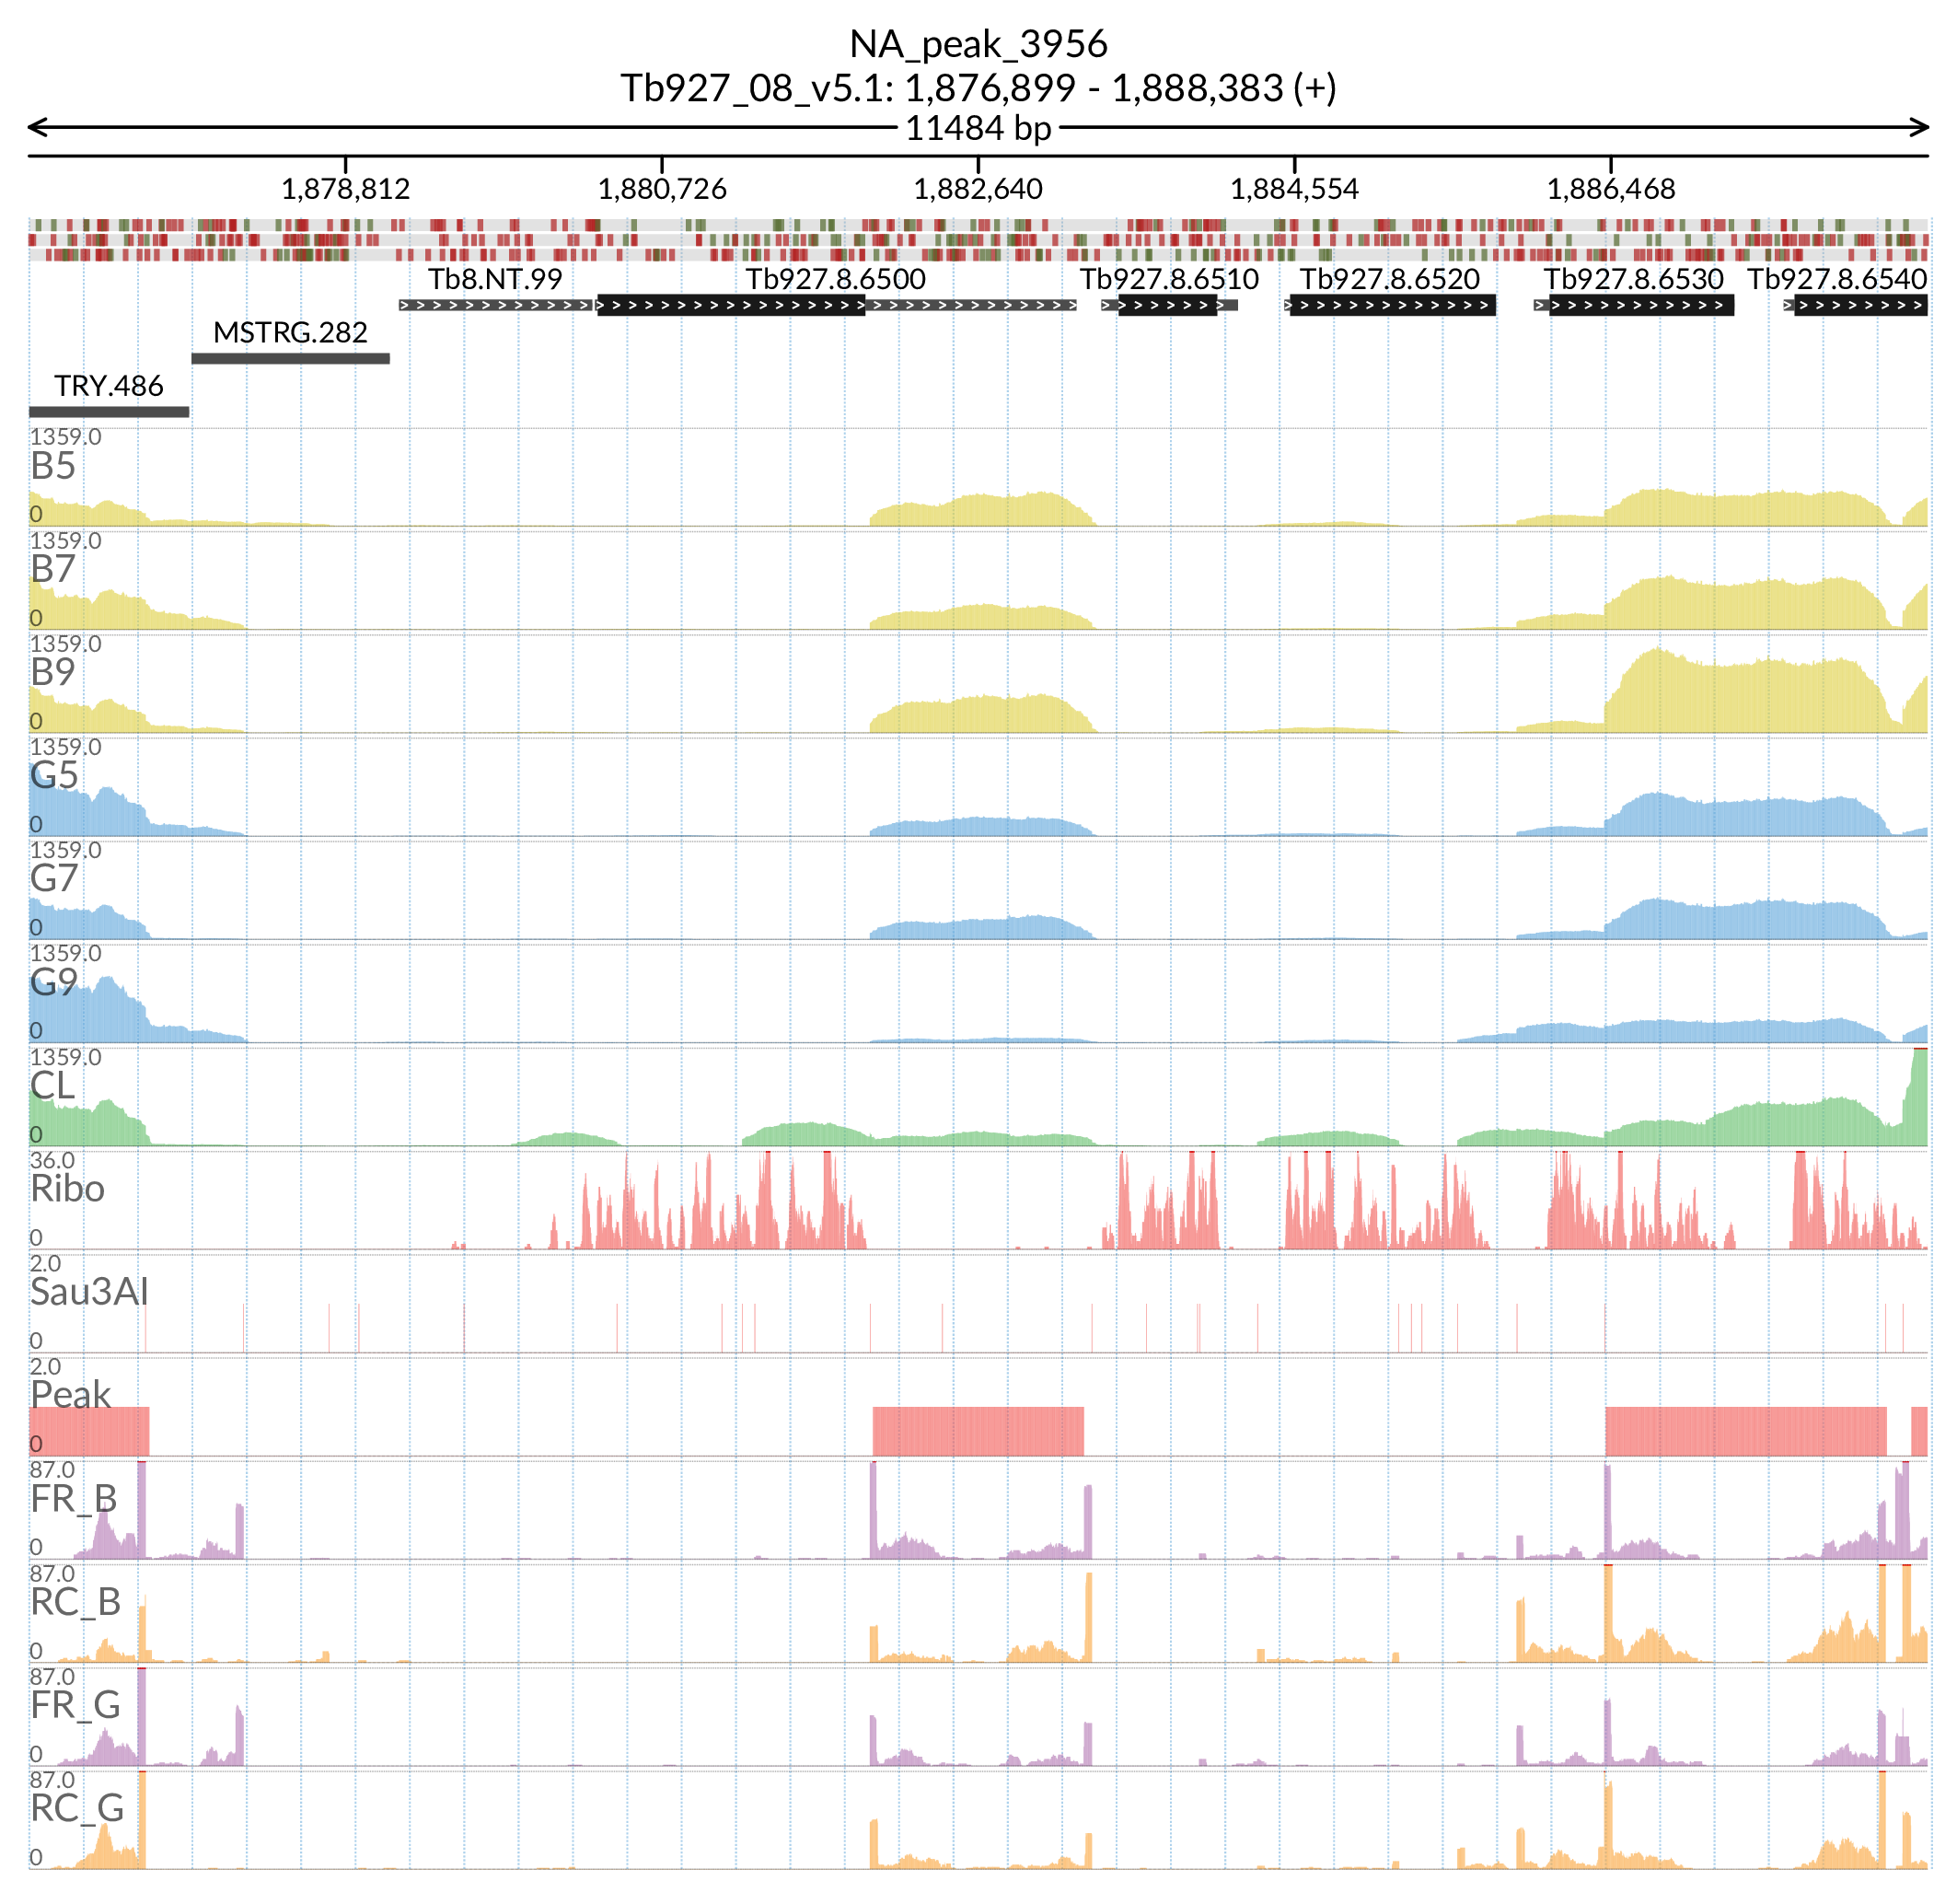 NA_peak_3956
Tb927_08_v5.1: 1,876,899 - 1,888,383 (+)
11484 bp
1,878,812 1,880,726 1,882,640 1,884,554 1,886,468
Tb8.NT.99 Tb927.8.6500 Tb927.8.6510 Tb927.8.6520 Tb927.8.6530 Tb927.8.6540
MSTRG.282
TRY.486
1359.0
B5
0
1359.0
B7
0
1359.0
B9
0
1359.0
G5
0
1359.0
G7
0
1359.0
G9
0
1359.0
CL
0
36.0
Ribo
0
2.0
Sau3AI
0
2.0
Peak
0
87.0
FR_B
0
87.0
RC_B
0
87.0
FR_G
0
87.0
RC_G
0